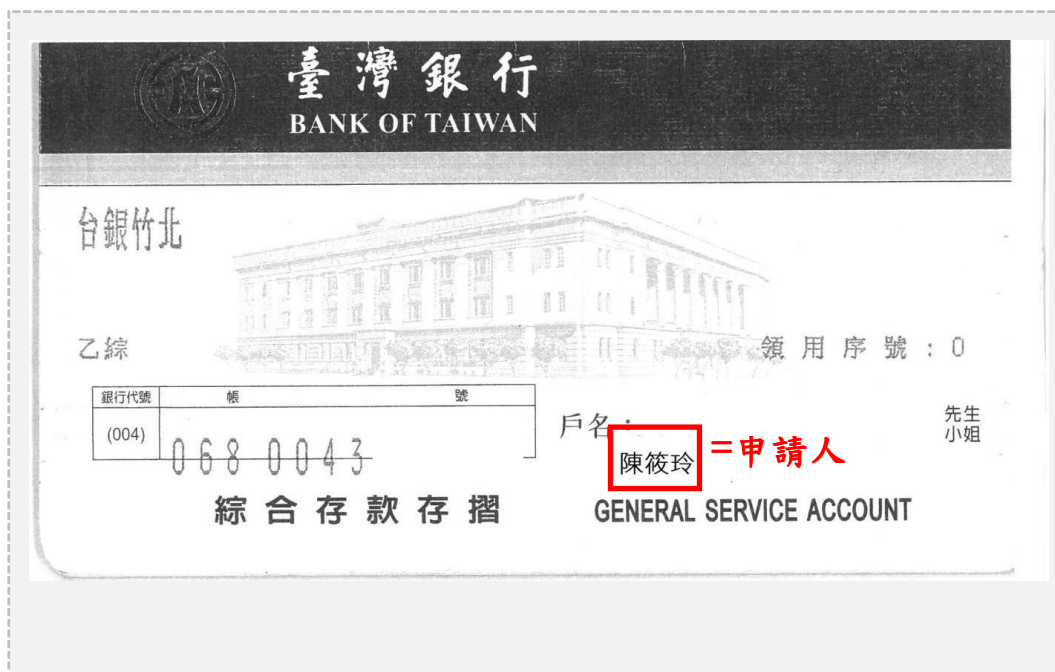 臺灣銀行
BANK OF TAIWAN
台銀竹北
乙綜
領用序號:0
銀行代號 帳號
(004)
068 0043
戶名:
先生
小姐
陳筱玲 =申請人
綜合存款存摺 GENERAL SERVICE ACCOUNT